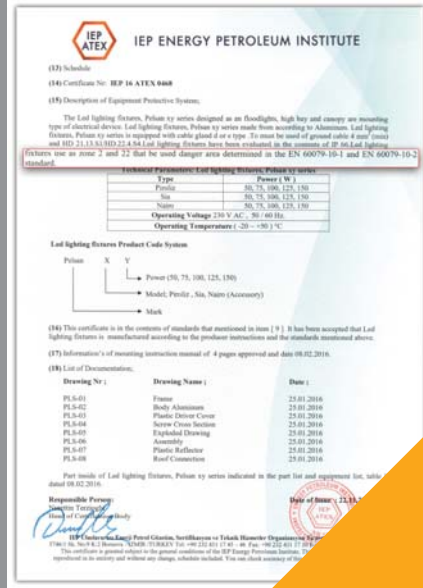 IEP
ATEX
IEP ENERGY PETROLEUM INSTITUTE
(13) Schedule
(14) Certificate Nr: IEP 16 ATEX 0468
(15) Description of Equipment Protective System;
The Led lighting fixtures, Pelsan xy series designed as an floodlights, high bay and canopy are mounting
type of electrical device. Led lighting fixtures, Pelsan xy series made from according to Aluminum. Led lighting
fixtures, Pelsan xy series is equipped with cable gland d or e type .To must be used of ground cable 4 mm² (min)
and HD 21.13.S1/HD.22.4.S4.Led lighting fixtures have been evaluated in the contents of IP 66.Led lighting
fixtures use as zone 2 and 22 that be used danger area determined in the EN 60079-10-1 and EN 60079-10-2
standard.
Technical Parameters: Led lighting fixtures, Pelsan xy series
Type Power ( W )
Piroliz 50, 75, 100, 125, 150
Sia 50, 75, 100, 125, 150
Narro 50, 75, 100, 125, 150
Operating Voltage 230 V AC , 50 / 60 Hz.
Operating Temperature ( -20 ~ +50 ) °C
Led lighting fixtures Product Code System
Pelsan X Y
Power (50, 75, 100, 125, 150)
Model; Piroliz , Sia, Narro (Accessory)
Mark
(16) This certificate is in the contents of standards that mentioned in item [ 9 ]. It has been accepted that Led
lighting fixtures is manufactured according to the producer instructions and the standards mentioned above.
(17) Information's of mounting instruction manual of 4 pages approved and date 08.02.2016.
(18) List of Documentation;
Drawing Nr ; Drawing Name ; Date ;
PLS-01 Frame 25.01.2016
PLS-02 Body Aluminum 25.01.2016
PLS-03 Plastic Driver Cover 25.01.2016
PLS-04 Screw Cross Section 25.01.2016
PLS-05 Exploded Drawing 25.01.2016
PLS-06 Assembly 25.01.2016
PLS-07 Plastic Reflector 25.01.2016
PLS-08 Roof Connection 25.01.2016
Part inside of Led lighting fixtures, Pelsan xy series indicated in the part list and equipment list, table
dated 08.02.2016.
Responsible Person: Date of Issue
Head of Certification Body